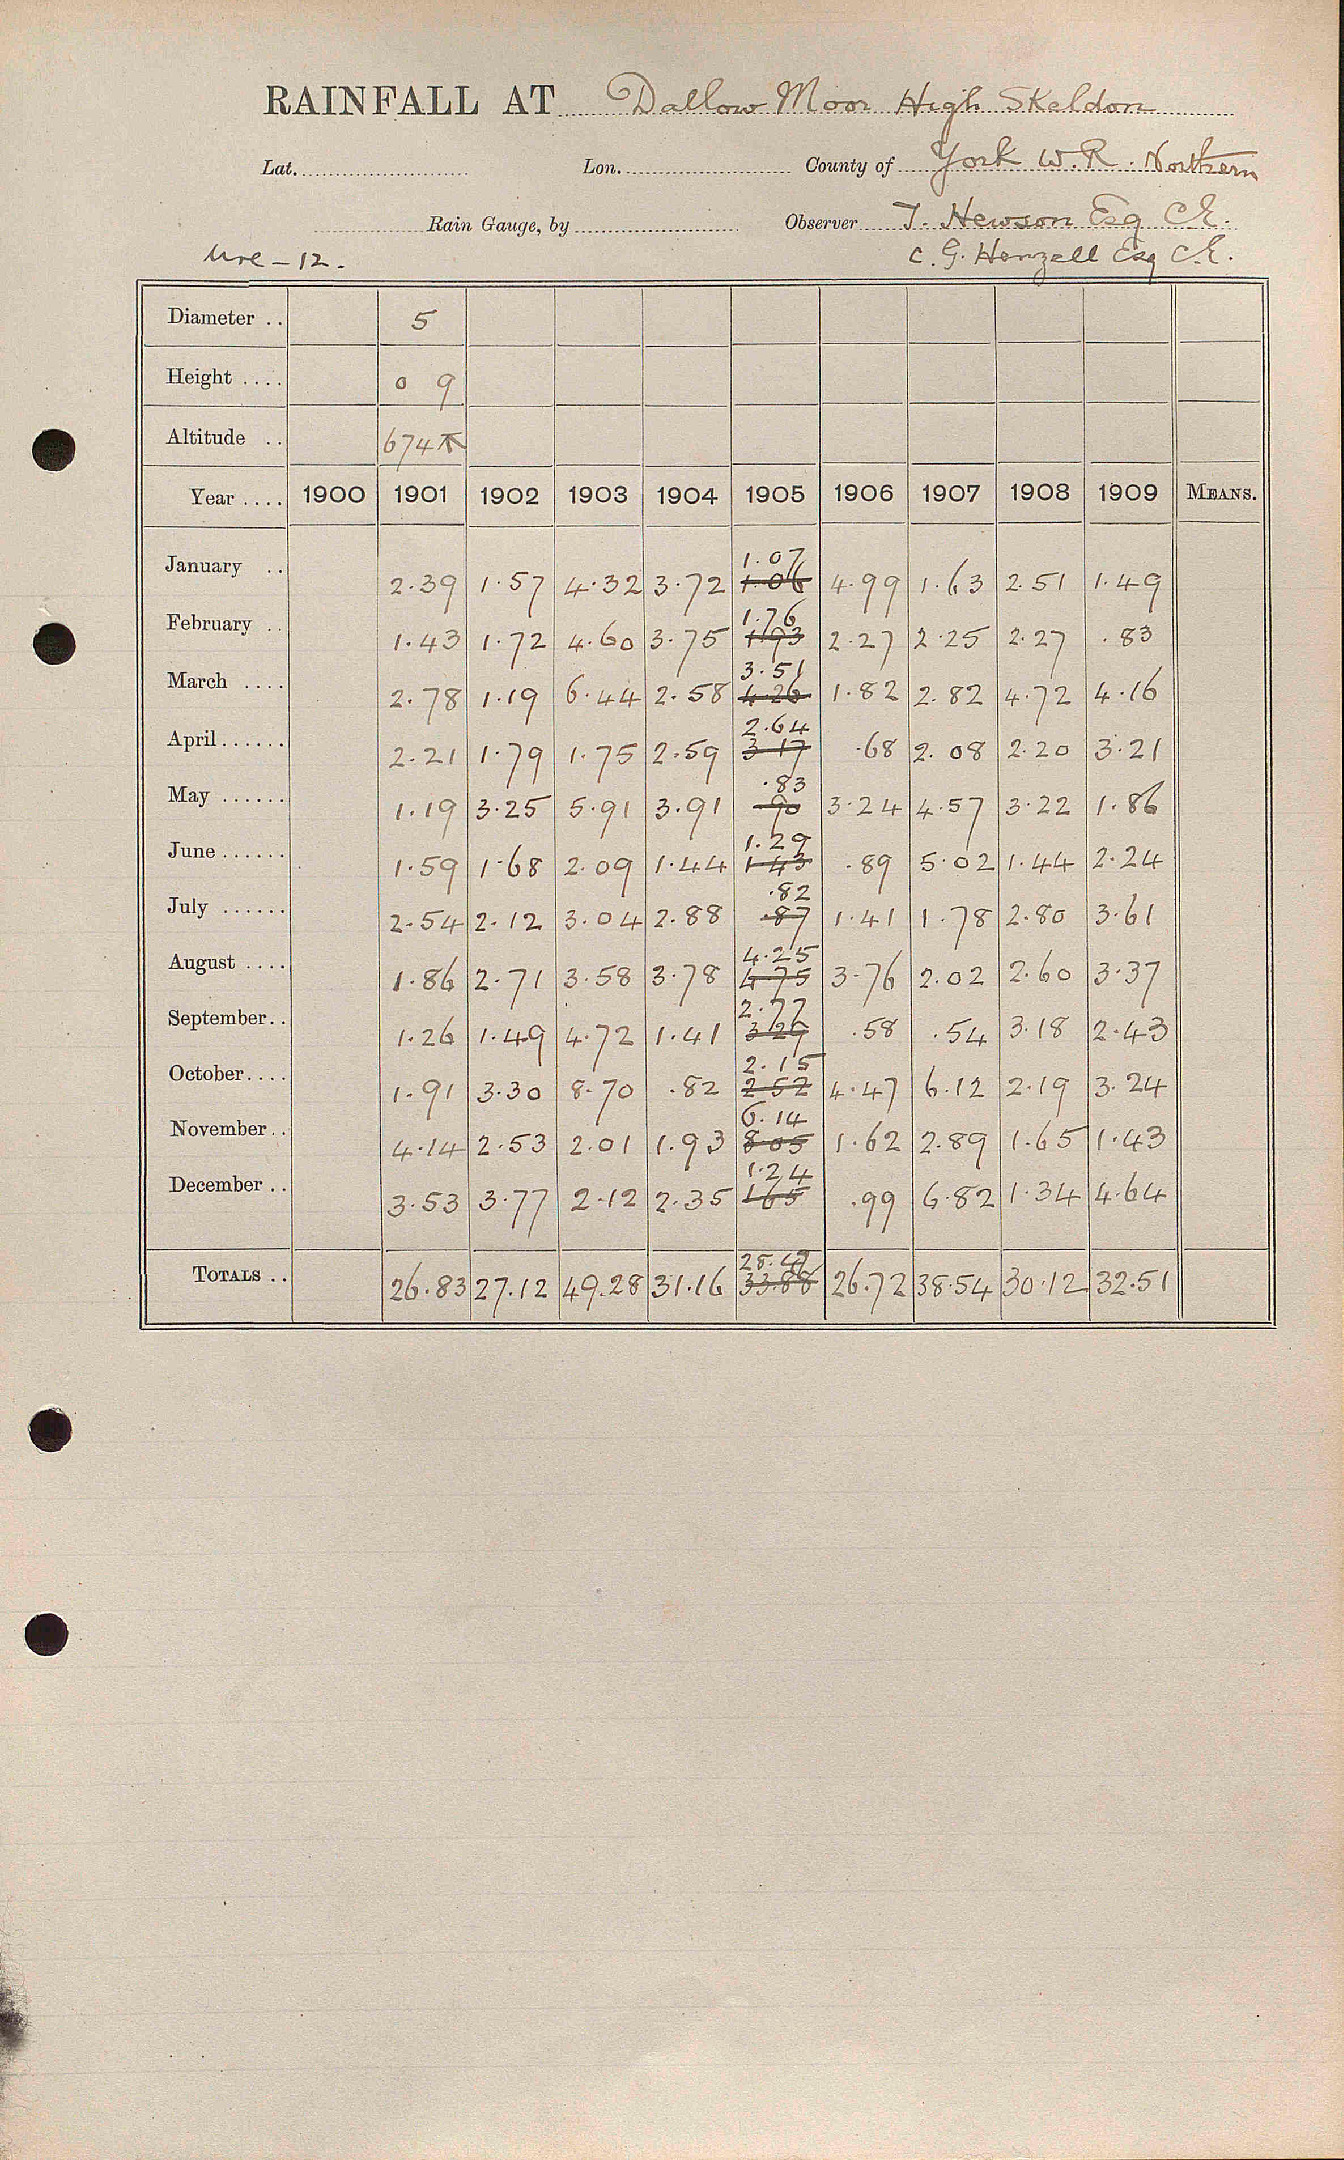 RAINFALL AT Dallow Moor High Skeldon
Lat. Lon. County of York W.R. Northern
Rain Gauge, by Observer T. Hewson Esq C.E.
Ure - 12. C. G. Henzell Esq C.E.
Diameter .. 5
Height .... 0 9
Altitude .. 674
Year .... 1900 1901 1902 1903 1904 1905 1906 1907 1908 1909 MEANS.
1.07
January .. 2.39 1.57 4.32 3.72 1.06 4.99 1.63 2.51 1.49
1.76
February .. 1.43 1.72 4.60 3.75 1.93 2.27 2.25 2.27 .83
3.51
March .... 2.78 1.19 6.44 2.58 4.26 1.82 2.82 4.72 4.16
2.64
April ...... 2.21 1.79 1.75 2.59 3.17 .68 2.08 2.20 3.21
.83
May ...... 1.19 3.25 5.91 3.91 .90 3.24 4.57 3.22 1.86
1.29
June ...... 1.59 1.68 2.09 1.44 1.43 .89 5.02 1.44 2.24
.82
July ...... 2.54 2.12 3.04 2.88 .87 1.41 1.78 2.80 3.61
4.25
August .... 1.86 2.71 3.58 3.78 4.75 3.76 2.02 2.60 3.37
2.77
September .. 1.26 1.49 4.72 1.41 3.29 .58 .54 3.18 2.43
2.15
October .... 1.91 3.30 8.70 .82 2.52 4.47 6.12 2.19 3.24
6.14
November .. 4.14 2.53 2.01 1.93 8.05 1.62 2.89 1.65 1.43
1.24
December .. 3.53 3.77 2.12 2.35 1.65 .99 6.82 1.34 4.64
28.47
TOTALS .. 26.83 27.12 49.28 31.16 33.88 26.72 38.54 30.12 32.51